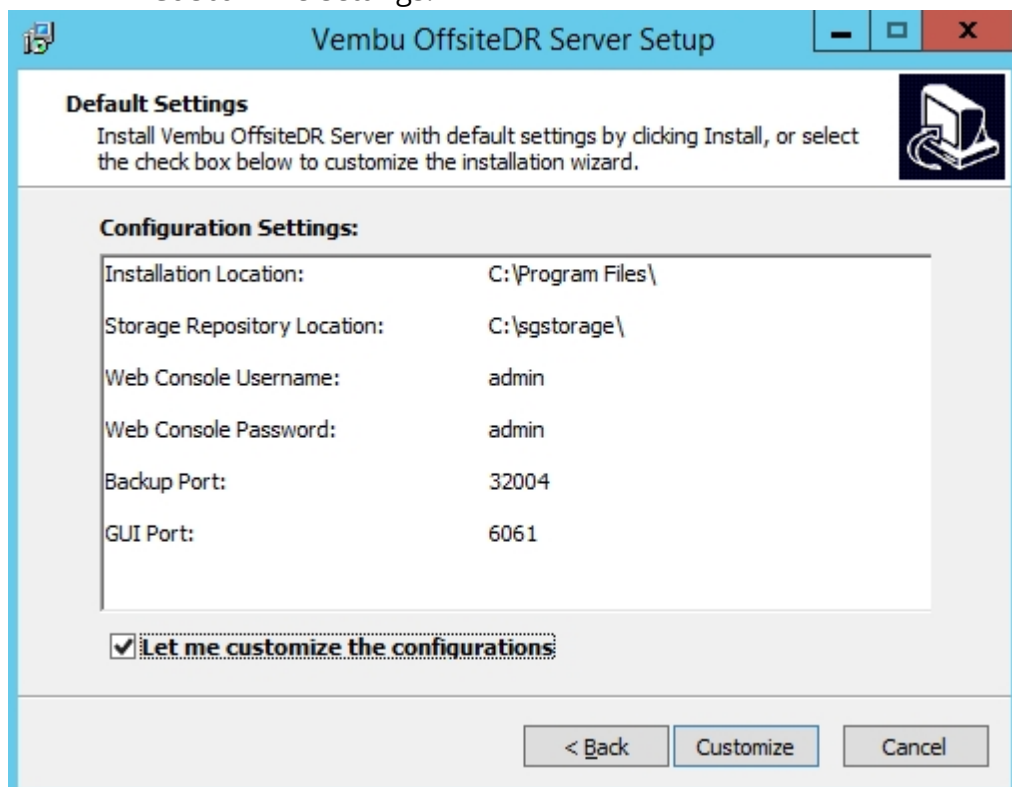 Vembu OffsiteDR Server Setup
Default Settings
Install Vembu OffsiteDR Server with default settings by clicking Install, or select
the check box below to customize the installation wizard.
Configuration Settings:
Installation Location: C:\Program Files\
Storage Repository Location: C:\sgstorage\
Web Console Username: admin
Web Console Password: admin
Backup Port: 32004
GUI Port: 6061
Let me customize the configurations
< Back Customize Cancel